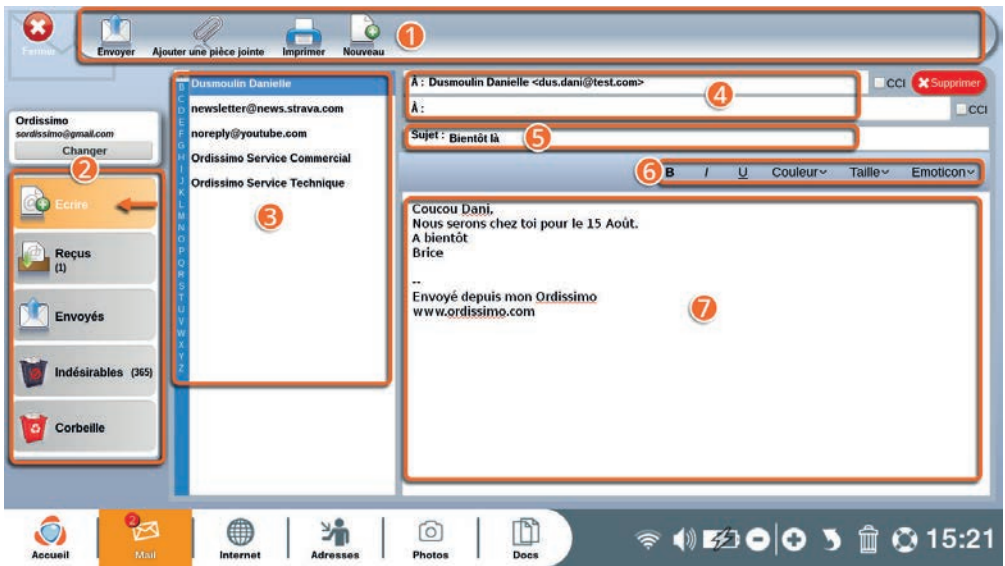 Fermer
Envoyer Ajouter une pièce jointe Imprimer Nouveau
1
Ordissimo
sordissimo@gmail.com
Changer
2
Ecrire
Reçus
(1)
Envoyés
Indésirables (365)
Corbeille
B
C
D
E
F
G
H
I
J
K
L
M
N
O
P
Q
R
S
T
U
V
W
X
Y
Z
Dusmoulin Danielle
newsletter@news.strava.com
noreply@youtube.com
Ordissimo Service Commercial
Ordissimo Service Technique
3
À : Dusmoulin Danielle <dus.dani@test.com>
CCI Supprimer
4
À :
CCI
Sujet : Bientôt là
5
6
B I U Couleur Taille Emoticon
Coucou Dani,
Nous serons chez toi pour le 15 Août.
A bientôt
Brice
--
Envoyé depuis mon Ordissimo
www.ordissimo.com
7
2
Accueil Mail Internet Adresses Photos Docs
15:21